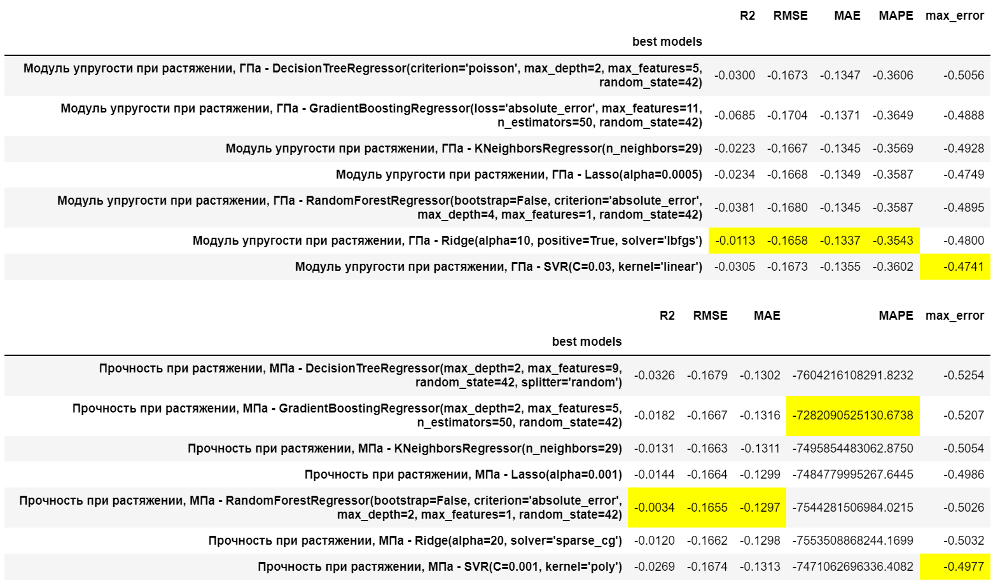 R2 RMSE MAE MAPE max_error
best models
Модуль упругости при растяжении, ГПа - DecisionTreeRegressor(criterion='poisson', max_depth=2, max_features=5,
random_state=42) -0.0300 -0.1673 -0.1347 -0.3606 -0.5056
Модуль упругости при растяжении, ГПа - GradientBoostingRegressor(loss='absolute_error', max_features=11,
n_estimators=50, random_state=42) -0.0685 -0.1704 -0.1371 -0.3649 -0.4888
Модуль упругости при растяжении, ГПа - KNeighborsRegressor(n_neighbors=29) -0.0223 -0.1667 -0.1345 -0.3569 -0.4928
Модуль упругости при растяжении, ГПа - Lasso(alpha=0.0005) -0.0234 -0.1668 -0.1349 -0.3587 -0.4749
Модуль упругости при растяжении, ГПа - RandomForestRegressor(bootstrap=False, criterion='absolute_error',
max_depth=4, max_features=1, random_state=42) -0.0381 -0.1680 -0.1345 -0.3587 -0.4895
Модуль упругости при растяжении, ГПа - Ridge(alpha=10, positive=True, solver='lbfgs') -0.0113 -0.1658 -0.1337 -0.3543 -0.4800
Модуль упругости при растяжении, ГПа - SVR(C=0.03, kernel='linear') -0.0305 -0.1673 -0.1355 -0.3602 -0.4741
R2 RMSE MAE MAPE max_error
best models
Прочность при растяжении, МПа - DecisionTreeRegressor(max_depth=2, max_features=9,
random_state=42, splitter='random') -0.0326 -0.1679 -0.1302 -7604216108291.8232 -0.5254
Прочность при растяжении, МПа - GradientBoostingRegressor(max_depth=2, max_features=5,
n_estimators=50, random_state=42) -0.0182 -0.1667 -0.1316 -7282090525130.6738 -0.5207
Прочность при растяжении, МПа - KNeighborsRegressor(n_neighbors=29) -0.0131 -0.1663 -0.1311 -7495854483062.8750 -0.5054
Прочность при растяжении, МПа - Lasso(alpha=0.001) -0.0144 -0.1664 -0.1299 -7484779995267.6445 -0.4986
Прочность при растяжении, МПа - RandomForestRegressor(bootstrap=False, criterion='absolute_error',
max_depth=2, max_features=1, random_state=42) -0.0034 -0.1655 -0.1297 -7544281506984.0215 -0.5026
Прочность при растяжении, МПа - Ridge(alpha=20, solver='sparse_cg') -0.0120 -0.1662 -0.1298 -7553508868244.1699 -0.5032
Прочность при растяжении, МПа - SVR(C=0.001, kernel='poly') -0.0269 -0.1674 -0.1313 -7471062696336.4082 -0.4977